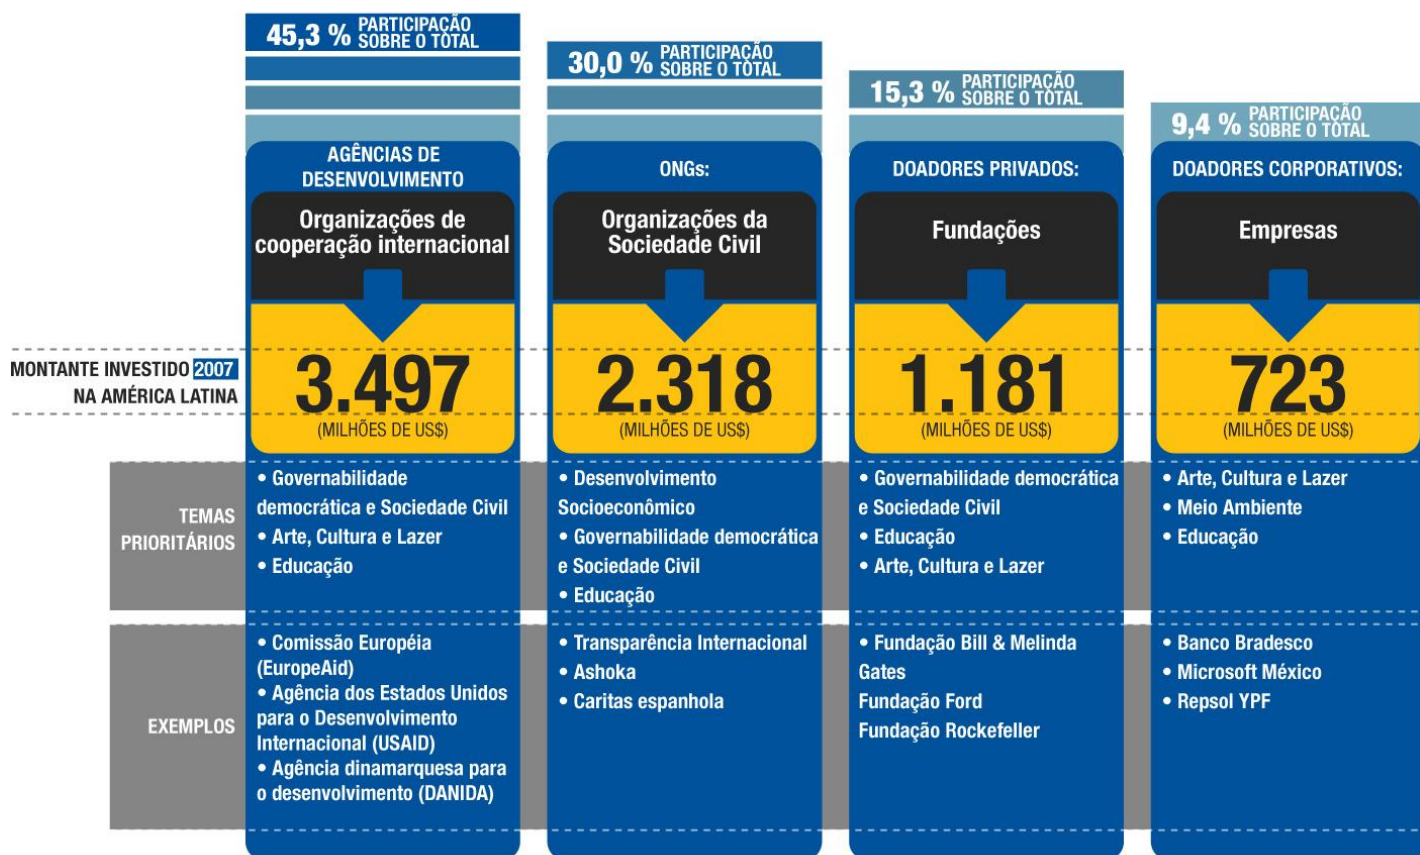 45,3 % PARTICIPAÇÃO
SOBRE O TOTAL
AGÊNCIAS DE
DESENVOLVIMENTO
Organizações de
cooperação internacional
30,0 % PARTICIPAÇÃO
SOBRE O TOTAL
ONGs:
Organizações da
Sociedade Civil
15,3 % PARTICIPAÇÃO
SOBRE O TOTAL
DOADORES PRIVADOS:
Fundações
9,4 % PARTICIPAÇÃO
SOBRE O TOTAL
DOADORES CORPORATIVOS:
Empresas
MONTANTE INVESTIDO 2007
NA AMÉRICA LATINA
3.497
(MILHÕES DE US$)
2.318
(MILHÕES DE US$)
1.181
(MILHÕES DE US$)
723
(MILHÕES DE US$)
TEMAS
PRIORITÁRIOS
• Governabilidade
democrática e Sociedade Civil
• Arte, Cultura e Lazer
• Educação
• Desenvolvimento
Socioeconômico
• Governabilidade democrática
e Sociedade Civil
• Educação
• Governabilidade democrática
e Sociedade Civil
• Educação
• Arte, Cultura e Lazer
• Arte, Cultura e Lazer
• Meio Ambiente
• Educação
EXEMPLOS
• Comissão Européia
(EuropeAid)
• Agência dos Estados Unidos
para o Desenvolvimento
Internacional (USAID)
• Agência dinamarquesa para
o desenvolvimento (DANIDA)
• Transparência Internacional
• Ashoka
• Caritas espanhola
• Fundação Bill & Melinda
Gates
Fundação Ford
Fundação Rockefeller
• Banco Bradesco
• Microsoft México
• Repsol YPF